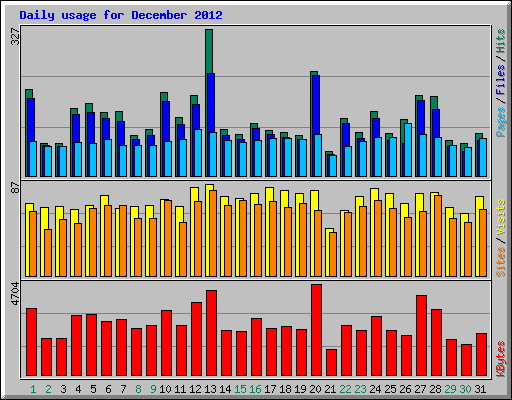 Daily usage for December 2012
327
Pages / Files / Hits
87
Sites / Visits
4704
KBytes
1 2 3 4 5 6 7 8 9 10 11 12 13 14 15 16 17 18 19 20 21 22 23 24 25 26 27 28 29 30 31